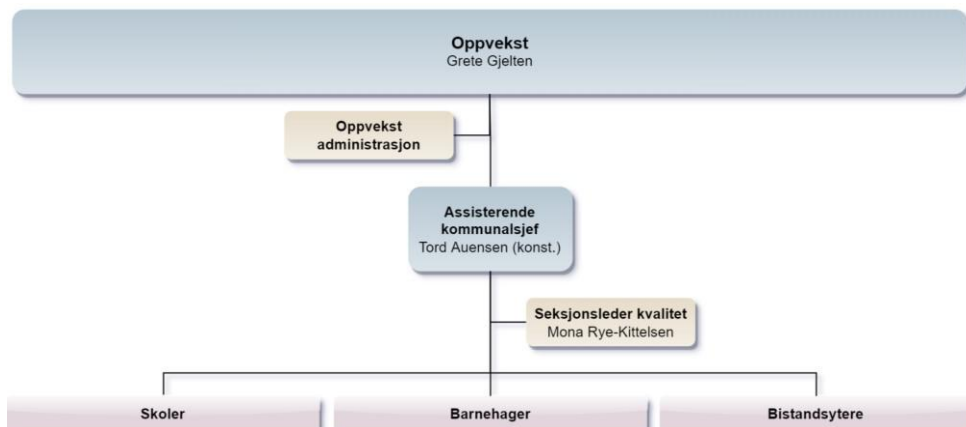 Oppvekst
Grete Gjelten
Oppvekst
administrasjon
Assisterende
kommunalsjef
Tord Auensen (konst.)
Seksjonsleder kvalitet
Mona Rye-Kittelsen
Skoler
Barnehager
Bistandsytere